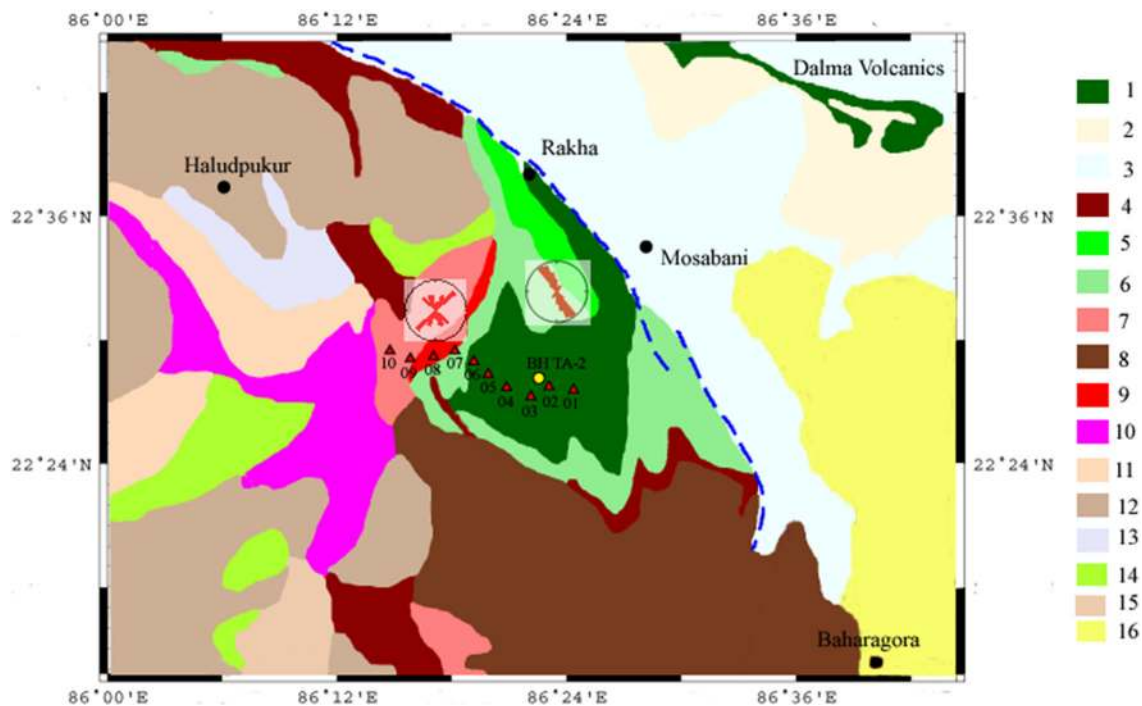 86°00'E 86°12'E 86°24'E 86°36'E
Dalma Volcanics
Rakha
Haludpukur
22°36'N 22°36'N
Mosabani
10 09 08 07 06 05 04 03 02 01
BH TA-2
22°24'N 22°24'N
Baharagora
86°00'E 86°12'E 86°24'E 86°36'E
1
2
3
4
5
6
7
8
9
10
11
12
13
14
15
16